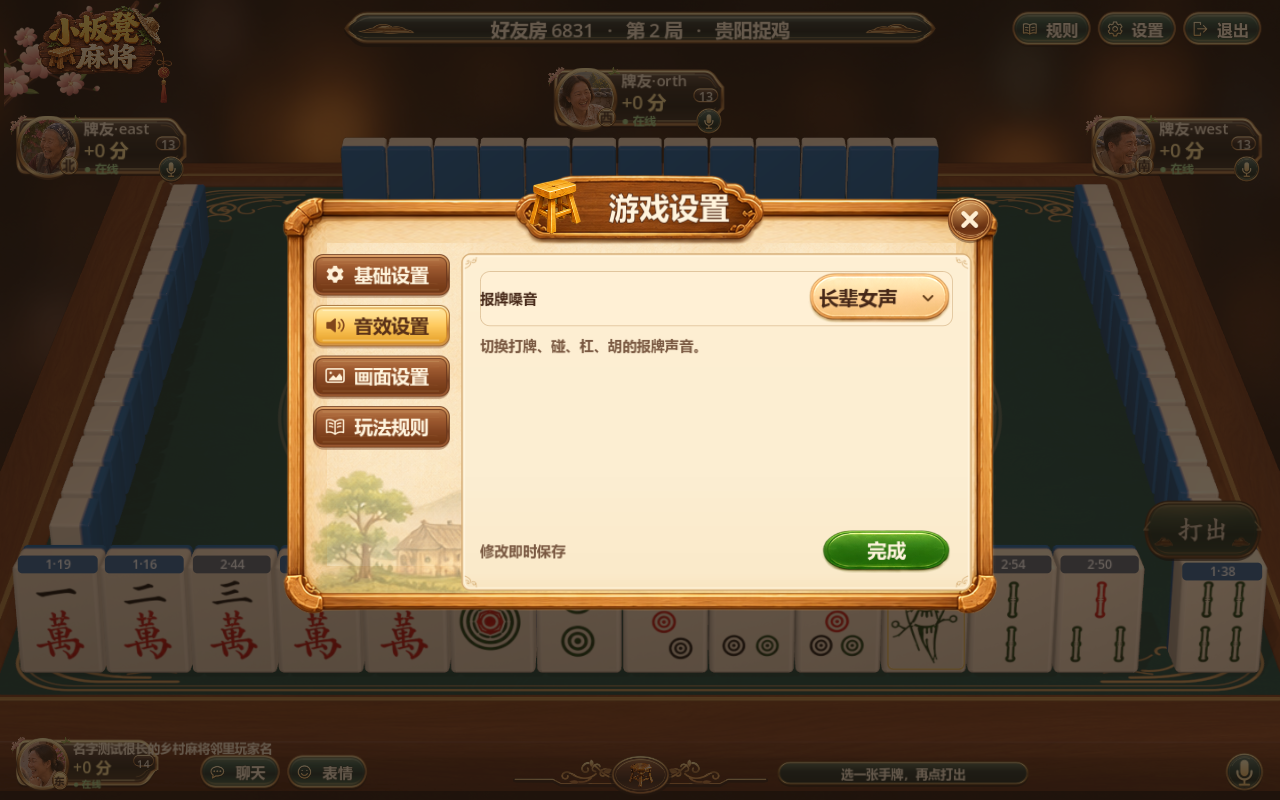 小板凳
麻将
好友房 6831 · 第 2 局 · 贵阳捉鸡
规则
设置
退出
牌友·orth
+0 分
13
在线
牌友·east
+0 分
13
北
在线
牌友·west
+0 分
13
在线
游戏设置
基础设置
音效设置
画面设置
玩法规则
报牌嗓音
长辈女声
切换打牌、碰、杠、胡的报牌声音。
修改即时保存
完成
打出
1·19
1·16
2·44
2·54
2·50
1·38
一
二
三
萬
萬
萬
萬
萬
名字测试很长的乡村麻将邻里玩家名
+0 分
14
东
在线
聊天
表情
选一张手牌，再点打出